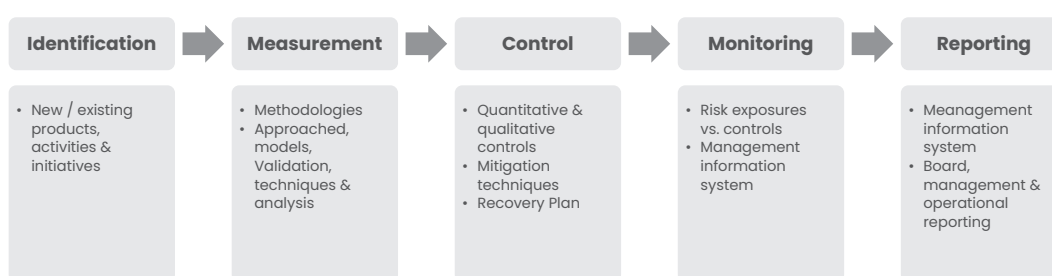 Identification
Measurement
Control
Monitoring
Reporting
• New / existing
products,
activities &
initiatives
• Methodologies
• Approached,
models,
Validation,
techniques &
analysis
• Quantitative &
qualitative
controls
• Mitigation
techniques
• Recovery Plan
• Risk exposures
vs. controls
• Management
information
system
• Meanagement
information
system
• Board,
management &
operational
reporting